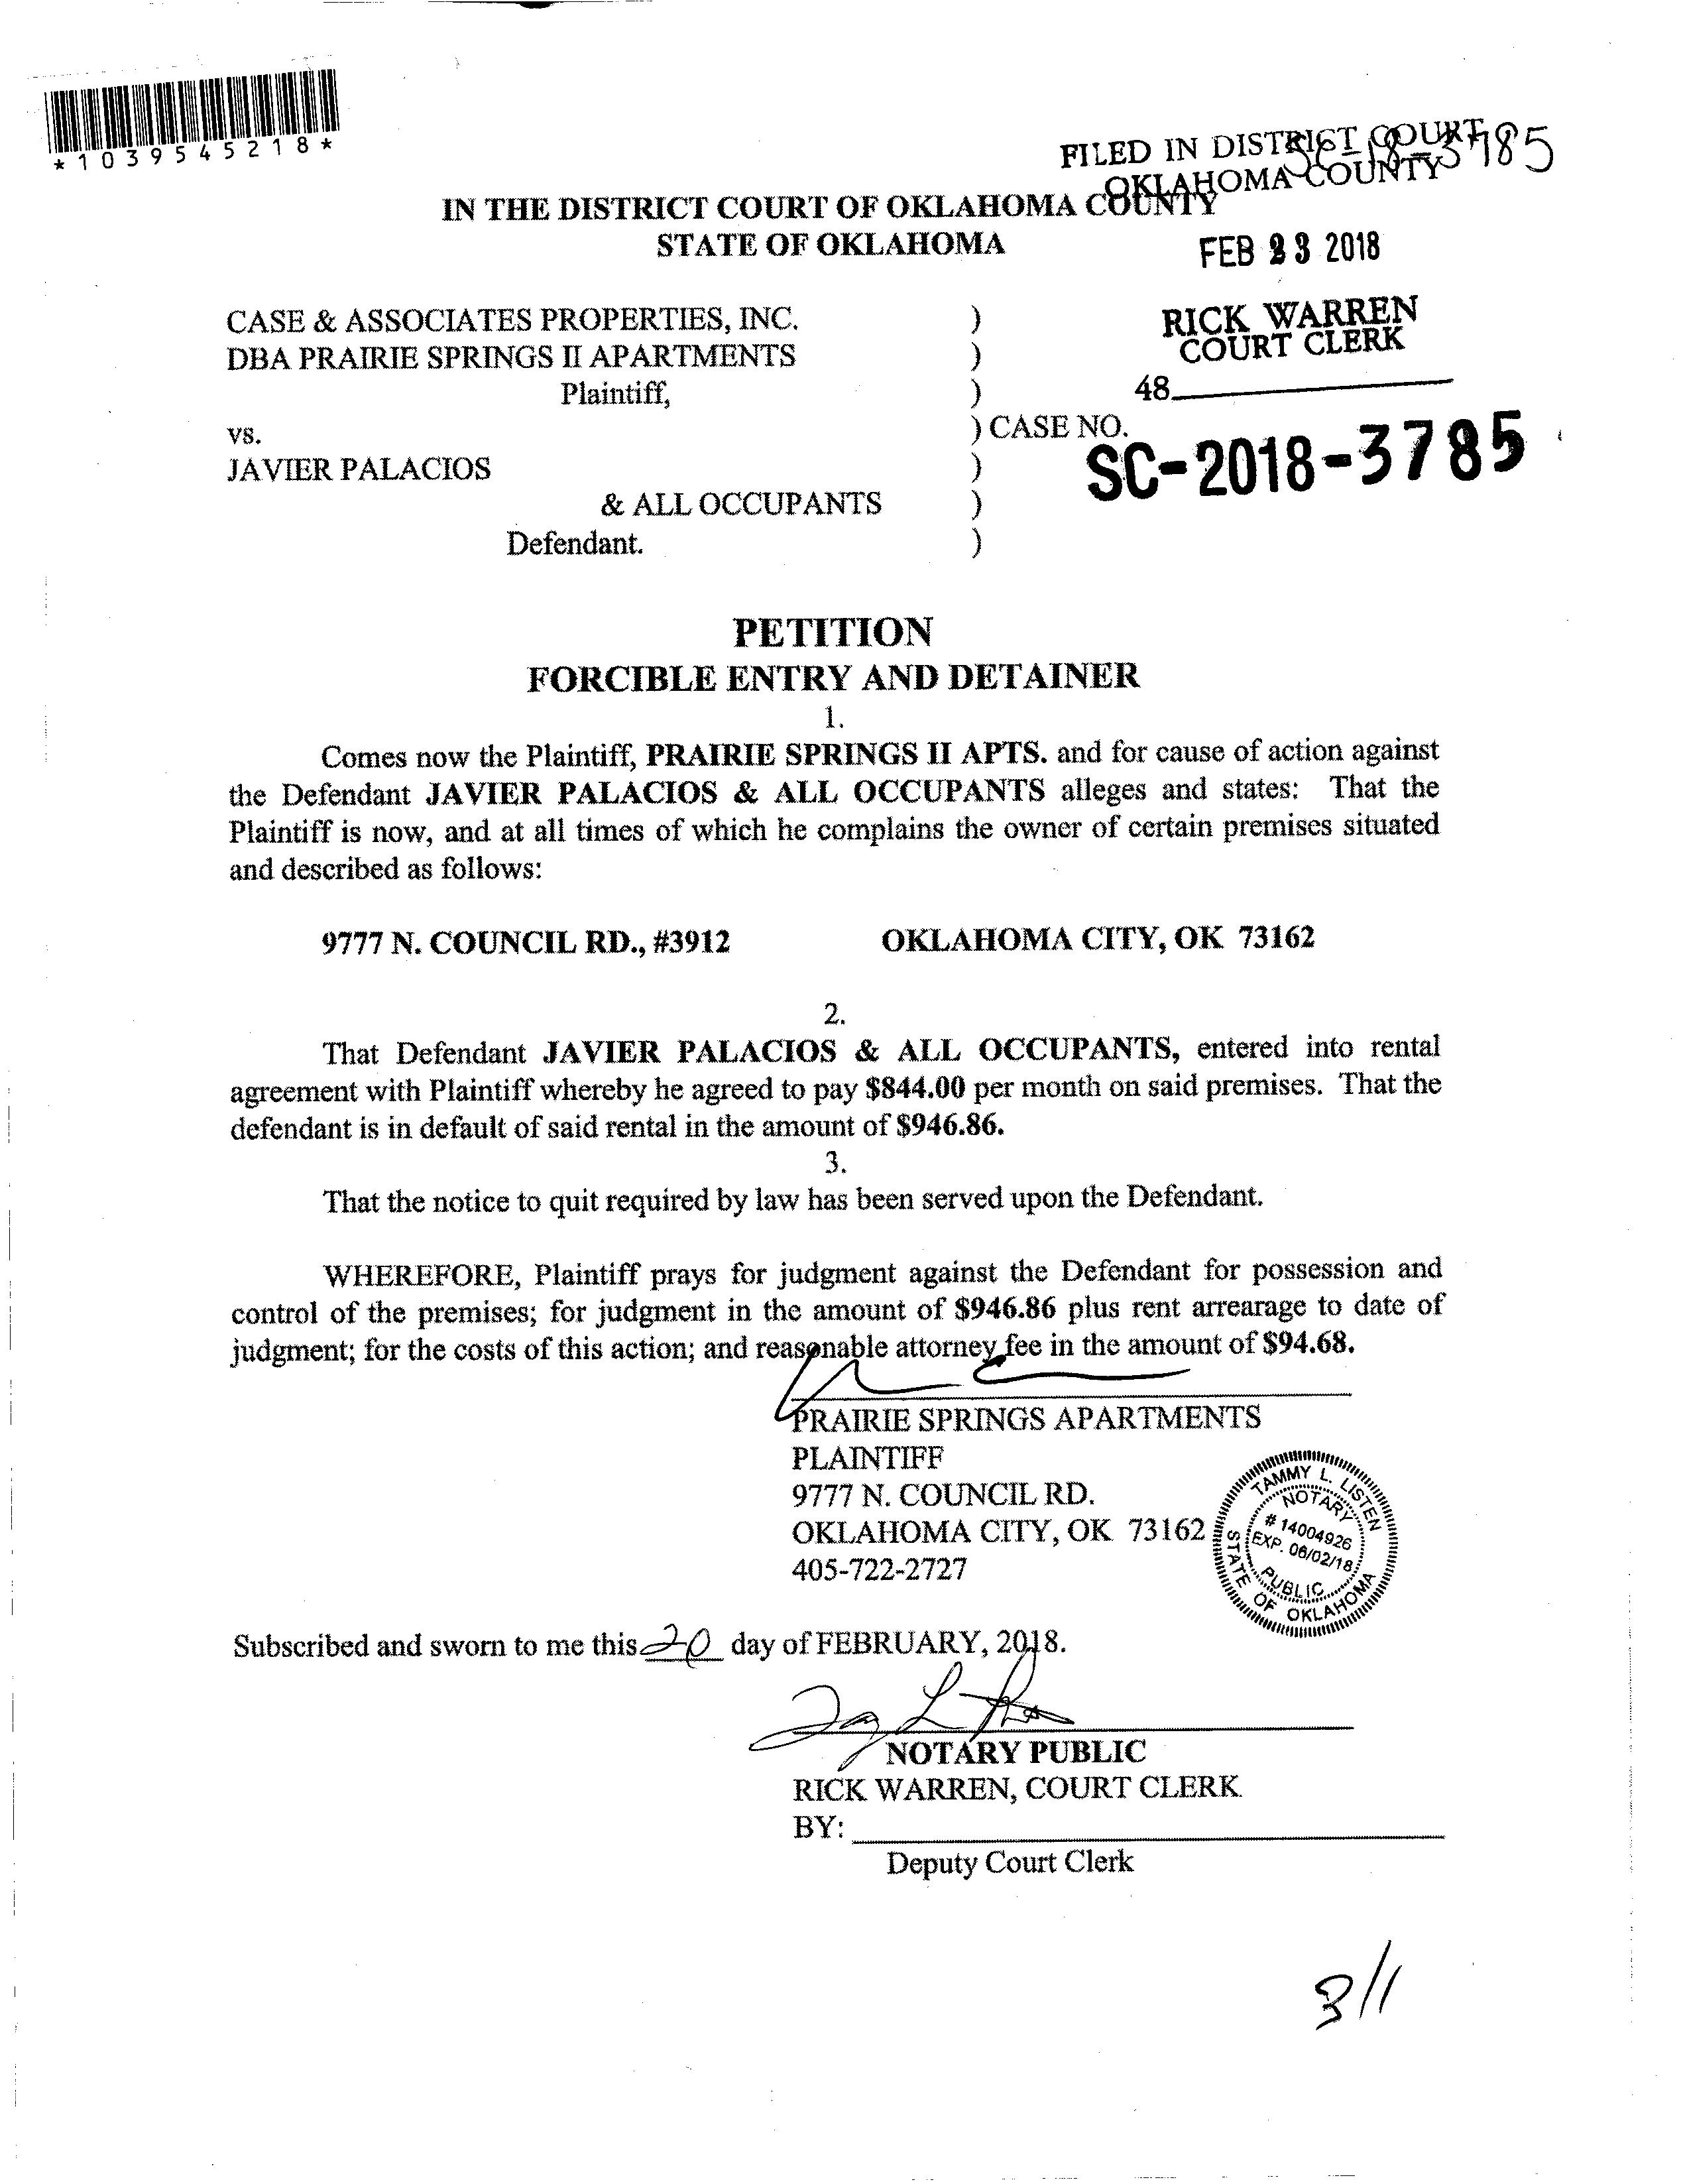 *1039545218*
SC-18-3785
FILED IN DISTRICT COURT
OKLAHOMA COUNTY
IN THE DISTRICT COURT OF OKLAHOMA COUNTY
STATE OF OKLAHOMA
FEB 23 2018
CASE & ASSOCIATES PROPERTIES, INC. )
RICK WARREN
COURT CLERK
DBA PRAIRIE SPRINGS II APARTMENTS )
Plaintiff, )
48
vs. ) CASE NO.
SC-2018-3785
JAVIER PALACIOS )
& ALL OCCUPANTS )
Defendant. )
PETITION
FORCIBLE ENTRY AND DETAINER
1.
Comes now the Plaintiff, PRAIRIE SPRINGS II APTS. and for cause of action against
the Defendant JAVIER PALACIOS & ALL OCCUPANTS alleges and states: That the
Plaintiff is now, and at all times of which he complains the owner of certain premises situated
and described as follows:
9777 N. COUNCIL RD., #3912 OKLAHOMA CITY, OK 73162
2.
That Defendant JAVIER PALACIOS & ALL OCCUPANTS, entered into rental
agreement with Plaintiff whereby he agreed to pay $844.00 per month on said premises. That the
defendant is in default of said rental in the amount of $946.86.
3.
That the notice to quit required by law has been served upon the Defendant.
WHEREFORE, Plaintiff prays for judgment against the Defendant for possession and
control of the premises; for judgment in the amount of $946.86 plus rent arrearage to date of
judgment; for the costs of this action; and reasonable attorney fee in the amount of $94.68.
PRAIRIE SPRINGS APARTMENTS
PLAINTIFF
9777 N. COUNCIL RD.
OKLAHOMA CITY, OK 73162
405-722-2727
TAMMY L. LISTEN
NOTARY
# 14004926
EXP. 06/02/18
PUBLIC
STATE OF OKLAHOMA
Subscribed and sworn to me this 20 day of FEBRUARY, 2018.
NOTARY PUBLIC
RICK WARREN, COURT CLERK
BY:
Deputy Court Clerk
3/1